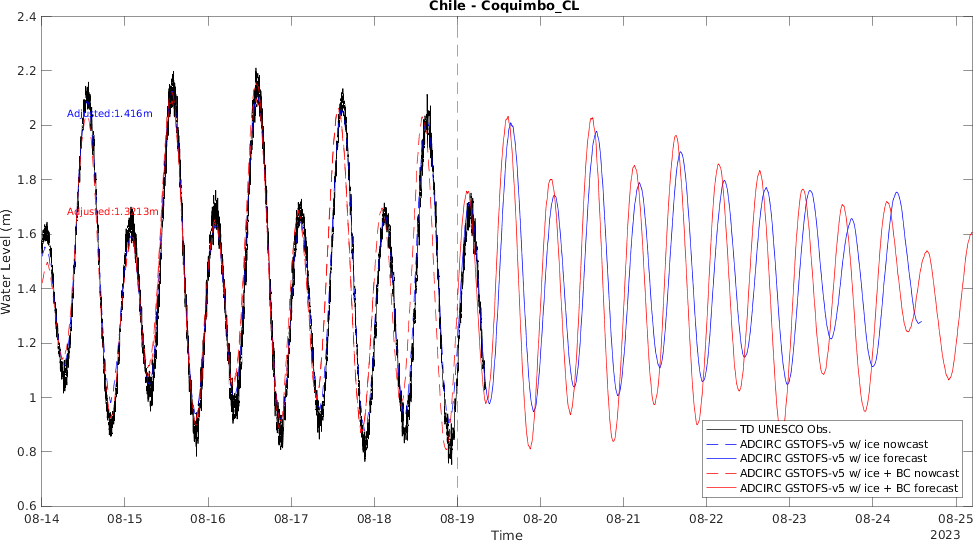 Chile - Coquimbo_CL
2.4
2.2
2
1.8
1.6
1.4
1.2
1
0.8
0.6
Water Level (m)
Adjusted:1.416m
Adjusted:1.3213m
TD UNESCO Obs.
ADCIRC GSTOFS-v5 w/ ice nowcast
ADCIRC GSTOFS-v5 w/ ice forecast
ADCIRC GSTOFS-v5 w/ ice + BC nowcast
ADCIRC GSTOFS-v5 w/ ice + BC forecast
08-14 08-15 08-16 08-17 08-18 08-19 08-20 08-21 08-22 08-23 08-24 08-25
Time
2023